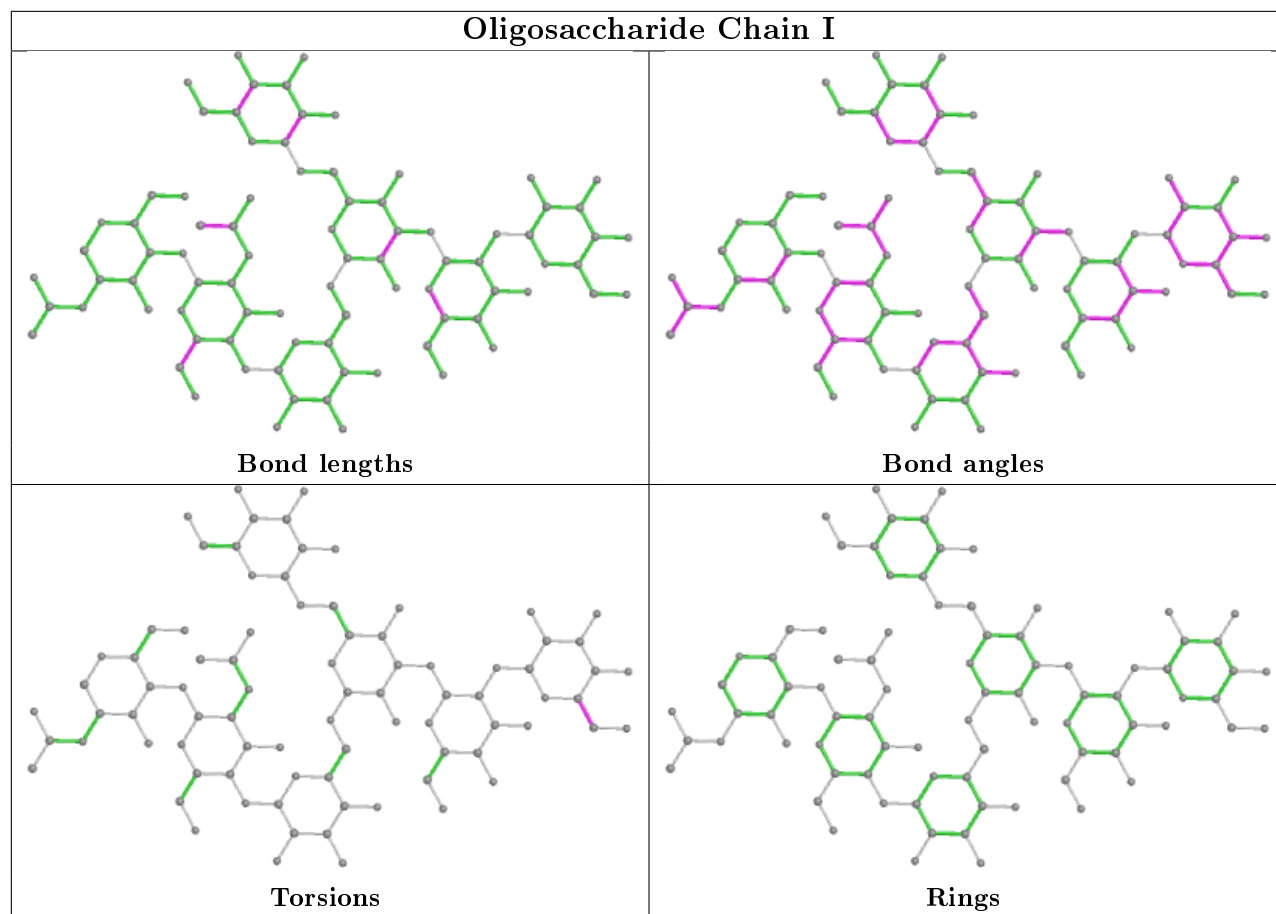 Oligosaccharide Chain I
Bond lengths
Bond angles
Torsions
Rings